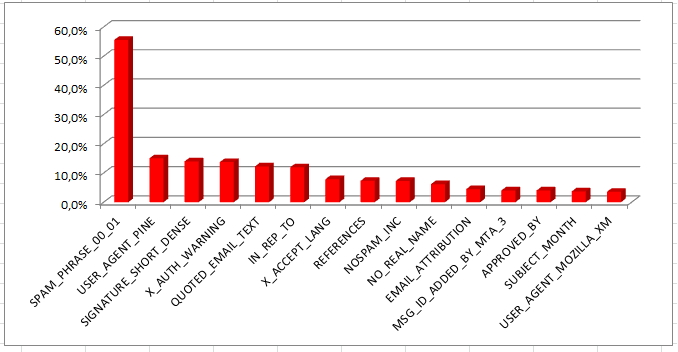 60,0%
50,0%
40,0%
30,0%
20,0%
10,0%
0,0%
SPAM_PHRASE_00_01
USER_AGENT_PINE
SIGNATURE_SHORT_DENSE
X_AUTH_WARNING
QUOTED_EMAIL_TEXT
IN_REP_TO
X_ACCEPT_LANG
REFERENCES
NOSPAM_INC
NO_REAL_NAME
EMAIL_ATTRIBUTION
MSG_ID_ADDED_BY_MTA_3
APPROVED_BY
SUBJECT_MONTH
USER_AGENT_MOZILLA_XM